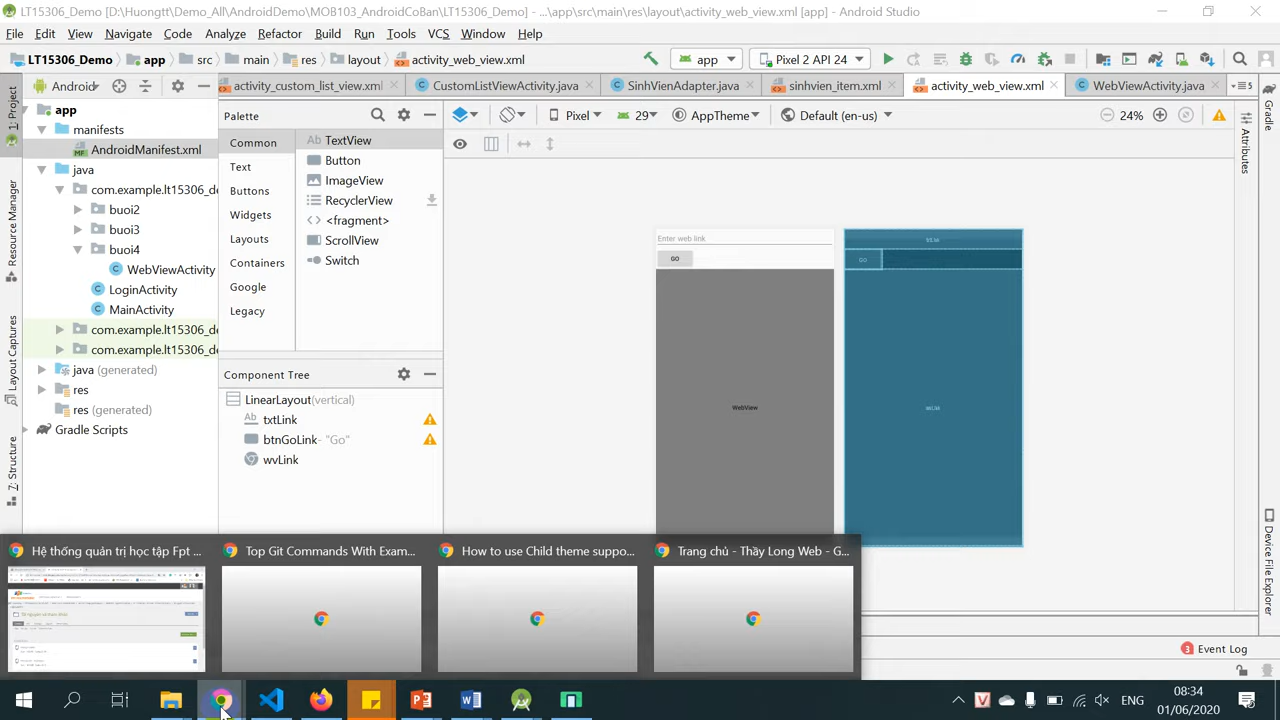 LT15306_Demo [D:\Huongtt\Demo_All\AndroidDemo\MOB103_AndroidCoBan\LT15306_Demo] - ...\app\src\main\res\layout\activity_web_view.xml [app] - Android Studio
File Edit View Navigate Code Analyze Refactor Build Run Tools VCS Window Help
LT15306_Demo app src main res layout activity_web_view.xml app Pixel 2 API 24
1: Project Android activity_custom_list_view.xml CustomListViewActivity.java SinhVienAdapter.java sinhvien_item.xml activity_web_view.xml WebViewActivity.java 5 Gradle
app Palette Pixel 29 AppTheme Default (en-us) 24%
manifests Common TextView
AndroidManifest.xml Button Attributes
java Text ImageView
com.example.lt15306_de Buttons RecyclerView
buoi2 Widgets <fragment>
buoi3 Layouts ScrollView
buoi4 Containers Switch
WebViewActivity Google
LoginActivity Legacy
MainActivity
com.example.lt15306_d
com.example.lt15306_d
java (generated) Component Tree
res LinearLayout(vertical)
res (generated) txtLink
Gradle Scripts btnGoLink - "Go"
wvLink
Resource Manager
Layout Captures
7: Structure
Enter web link
GO
WebView
GO
Device File Explorer
Hệ thống quản trị học tập Fpt ... Top Git Commands With Exam... How to use Child theme suppo... Trang chủ - Thầy Long Web - G...
3 Event Log
ENG 08:34
01/06/2020